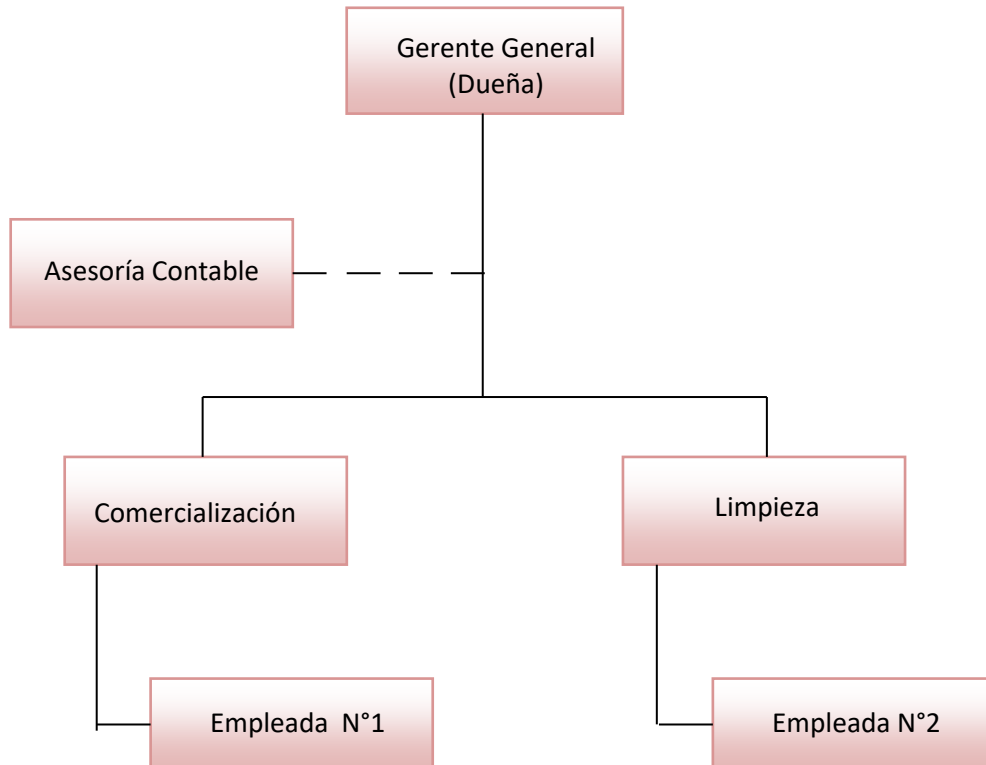 Gerente General
(Dueña)
Asesoría Contable
Comercialización
Limpieza
Empleada N°1
Empleada N°2